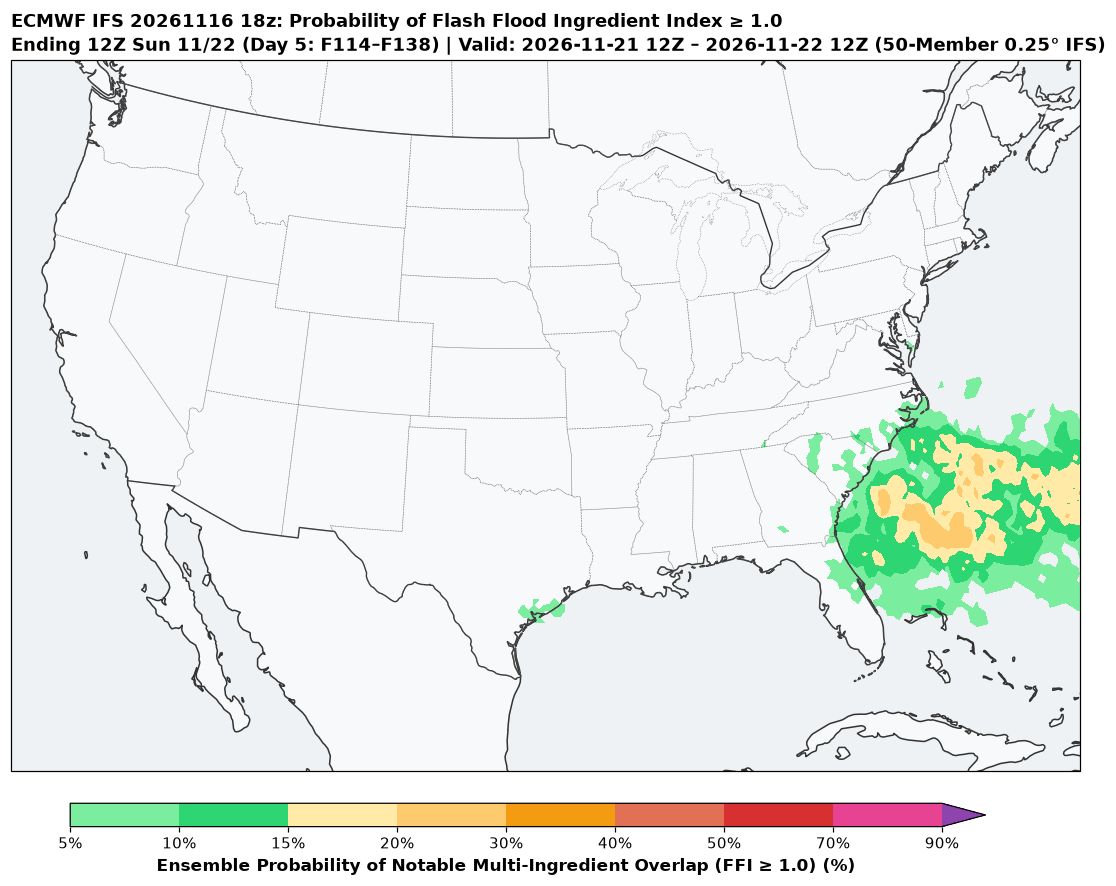 ECMWF IFS 20261116 18z: Probability of Flash Flood Ingredient Index ≥ 1.0
Ending 12Z Sun 11/22 (Day 5: F114–F138) | Valid: 2026-11-21 12Z – 2026-11-22 12Z (50-Member 0.25° IFS)
5% 10% 15% 20% 30% 40% 50% 70% 90%
Ensemble Probability of Notable Multi-Ingredient Overlap (FFI ≥ 1.0) (%)